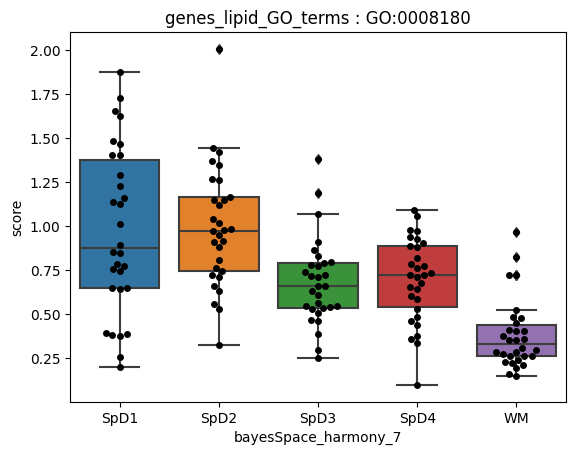 genes_lipid_GO_terms : GO:0008180
2.00
1.75
1.50
1.25
1.00
0.75
0.50
0.25
score
SpD1 SpD2 SpD3 SpD4 WM
bayesSpace_harmony_7